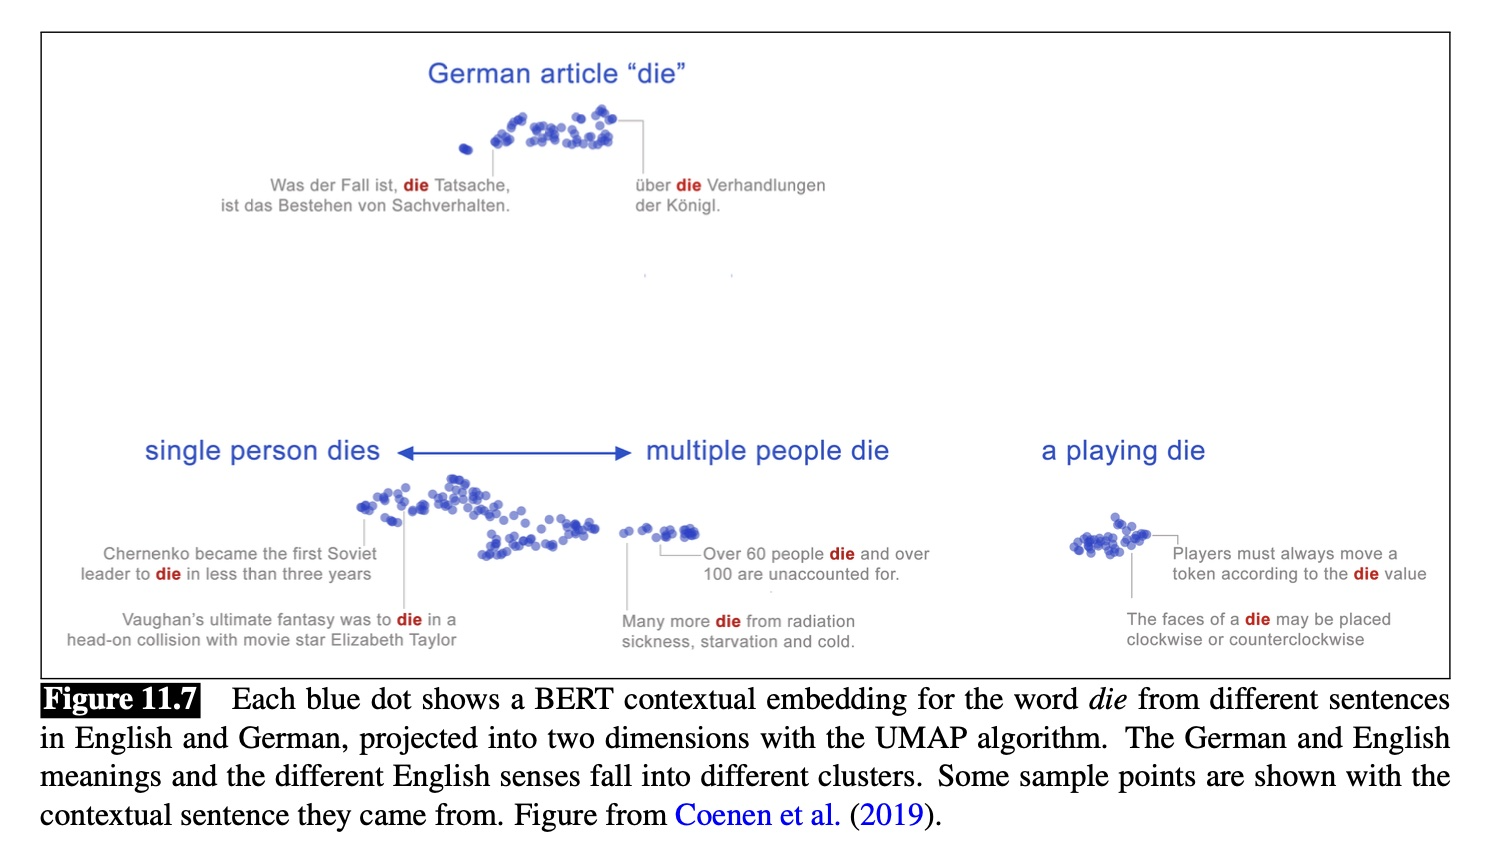 German article “die”
Was der Fall ist, die Tatsache,
ist das Bestehen von Sachverhalten.
über die Verhandlungen
der Königl.
single person dies
multiple people die
a playing die
Chernenko became the first Soviet
leader to die in less than three years
Vaughan's ultimate fantasy was to die in a
head-on collision with movie star Elizabeth Taylor
Over 60 people die and over
100 are unaccounted for.
Many more die from radiation
sickness, starvation and cold.
Players must always move a
token according to the die value
The faces of a die may be placed
clockwise or counterclockwise
Figure 11.7 Each blue dot shows a BERT contextual embedding for the word die from different sentences
in English and German, projected into two dimensions with the UMAP algorithm. The German and English
meanings and the different English senses fall into different clusters. Some sample points are shown with the
contextual sentence they came from. Figure from Coenen et al. (2019).